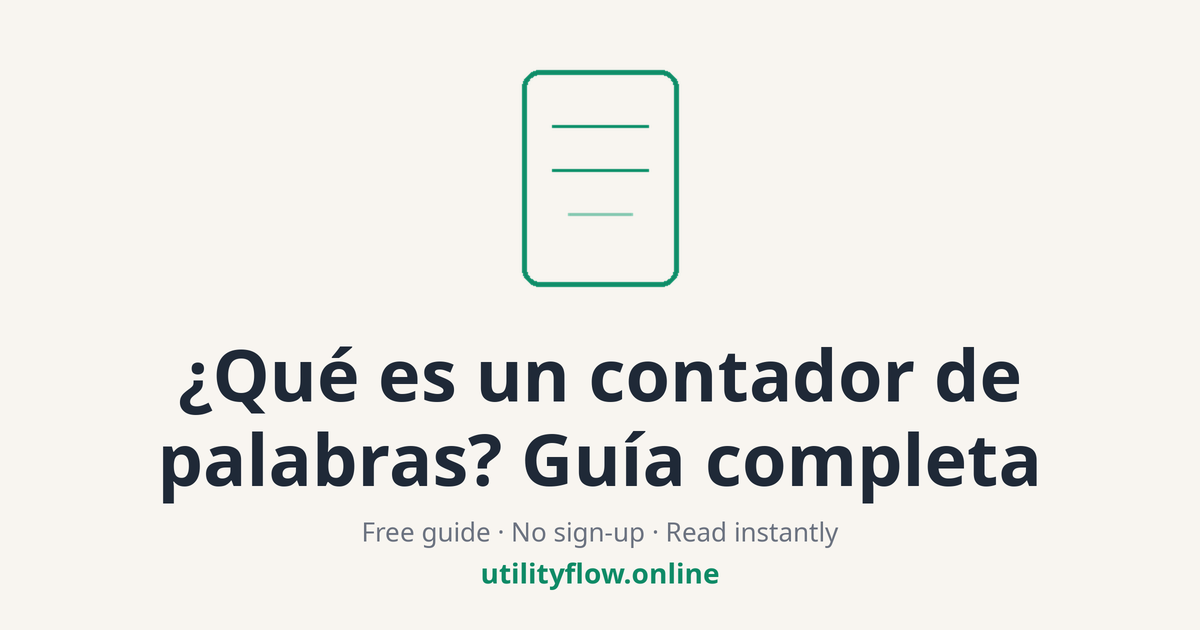 ¿Qué es un contador de
palabras? Guía completa
Free guide · No sign-up · Read instantly
utilityflow.online